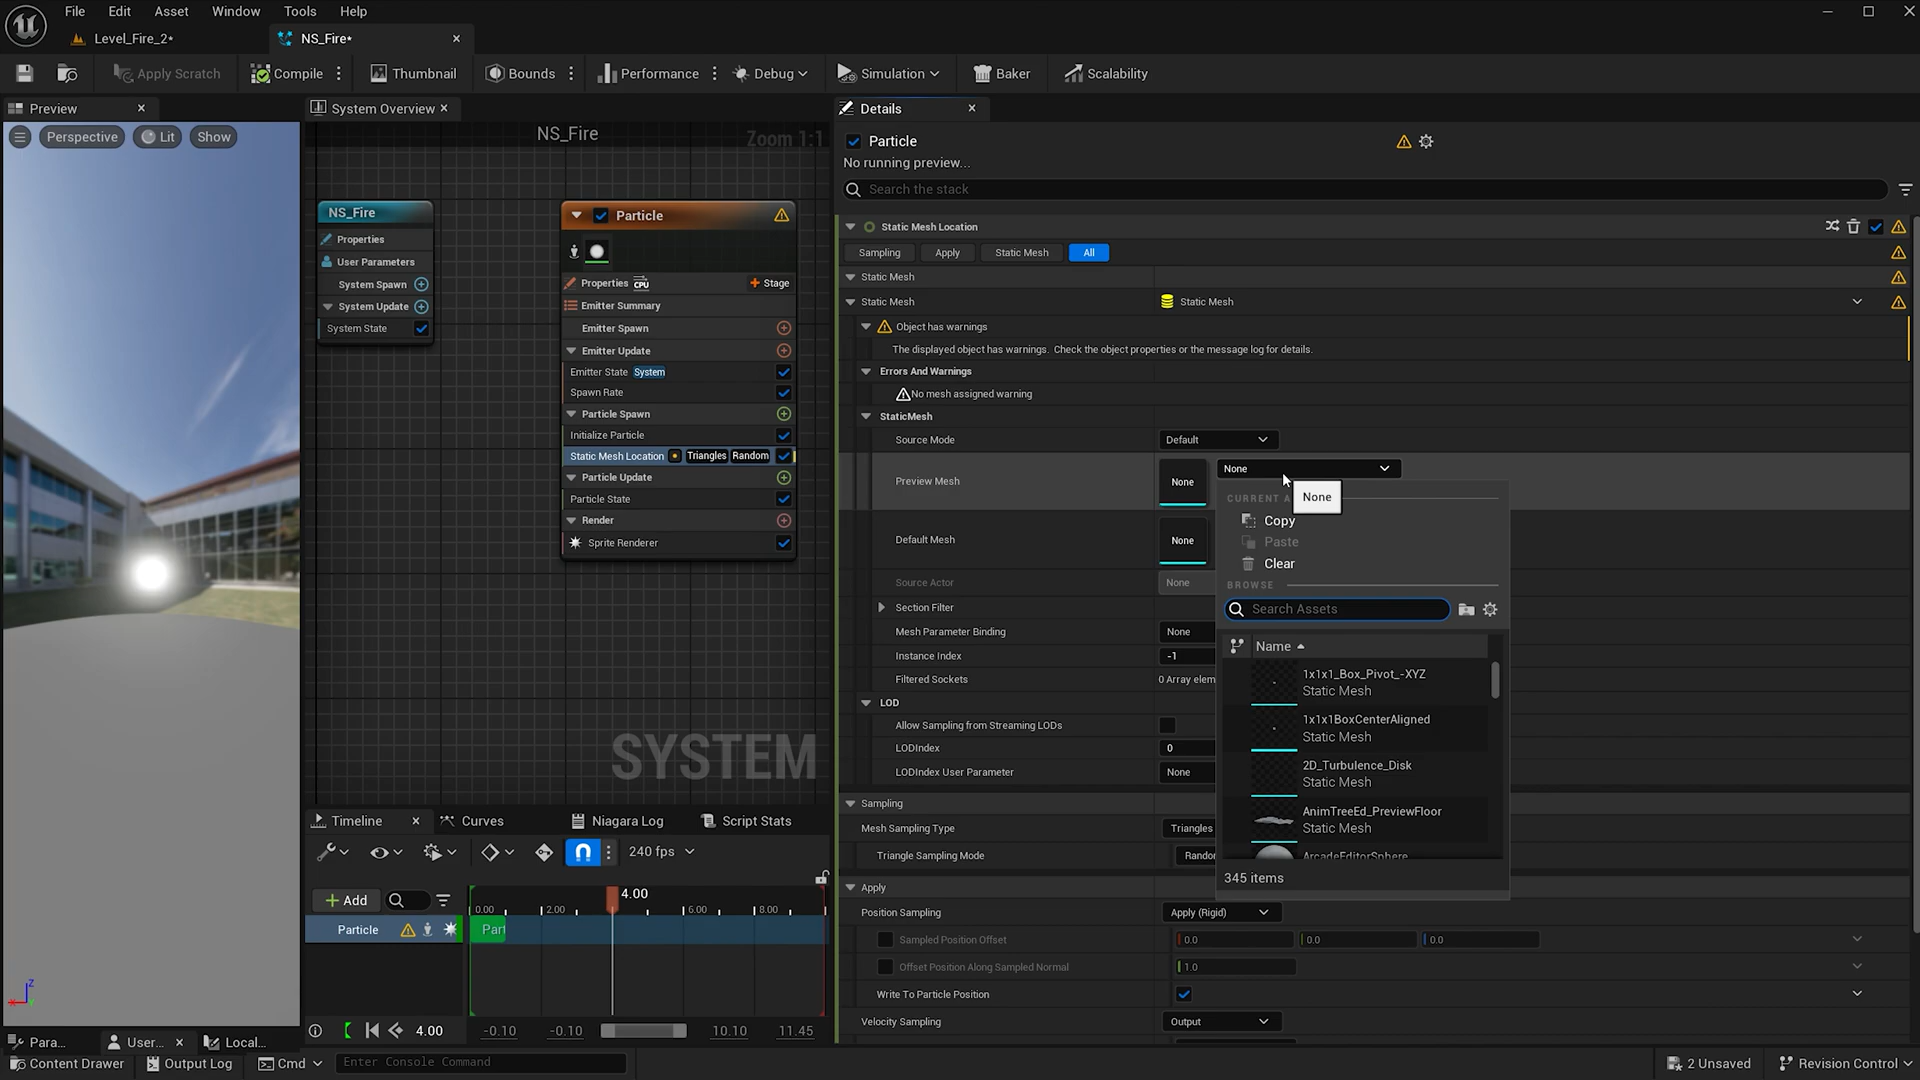 File Edit Asset Window Tools Help
Level_Fire_2*
NS_Fire*
Apply Scratch
Compile
Thumbnail
Bounds
Performance
Debug
Simulation
Baker
Scalability
Preview
System Overview
Details
Perspective
Lit
Show
NS_Fire
Zoom 1:1
Particle
No running preview...
Search the stack
NS_Fire
Properties
User Parameters
System Spawn
System Update
System State
Particle
Properties CPU
Stage
Emitter Summary
Emitter Spawn
Emitter Update
Emitter State System
Spawn Rate
Particle Spawn
Initialize Particle
Static Mesh Location Triangles Random
Particle Update
Particle State
Render
Sprite Renderer
SYSTEM
Static Mesh Location
Sampling Apply Static Mesh All
Static Mesh
Static Mesh Static Mesh
Object has warnings
The displayed object has warnings. Check the object properties or the message log for details.
Errors And Warnings
No mesh assigned warning
StaticMesh
Source Mode Default
Preview Mesh None None
None
CURRENT A
Copy
Paste
Clear
BROWSE
Search Assets
Name
1x1x1_Box_Pivot_-XYZ
Static Mesh
1x1x1BoxCenterAligned
Static Mesh
2D_Turbulence_Disk
Static Mesh
AnimTreeEd_PreviewFloor
Static Mesh
ArcadeEditorSphere
345 items
Default Mesh None
Source Actor None
Section Filter
Mesh Parameter Binding None
Instance Index -1
Filtered Sockets 0 Array elem
LOD
Allow Sampling from Streaming LODs
LODIndex 0
LODIndex User Parameter None
Sampling
Mesh Sampling Type Triangles
Triangle Sampling Mode Rando
Apply
Position Sampling Apply (Rigid)
Sampled Position Offset 0.0 0.0 0.0
Offset Position Along Sampled Normal 1.0
Write To Particle Position
Velocity Sampling Output
Timeline
Curves
Niagara Log
Script Stats
240 fps
Add
4.00
0.00 2.00 6.00 8.00
Particle
Part
4.00 -0.10 -0.10 10.10 11.45
Z
X
Y
Para...
User...
Local...
Content Drawer
Output Log
Cmd
Enter Console Command
2 Unsaved
Revision Control